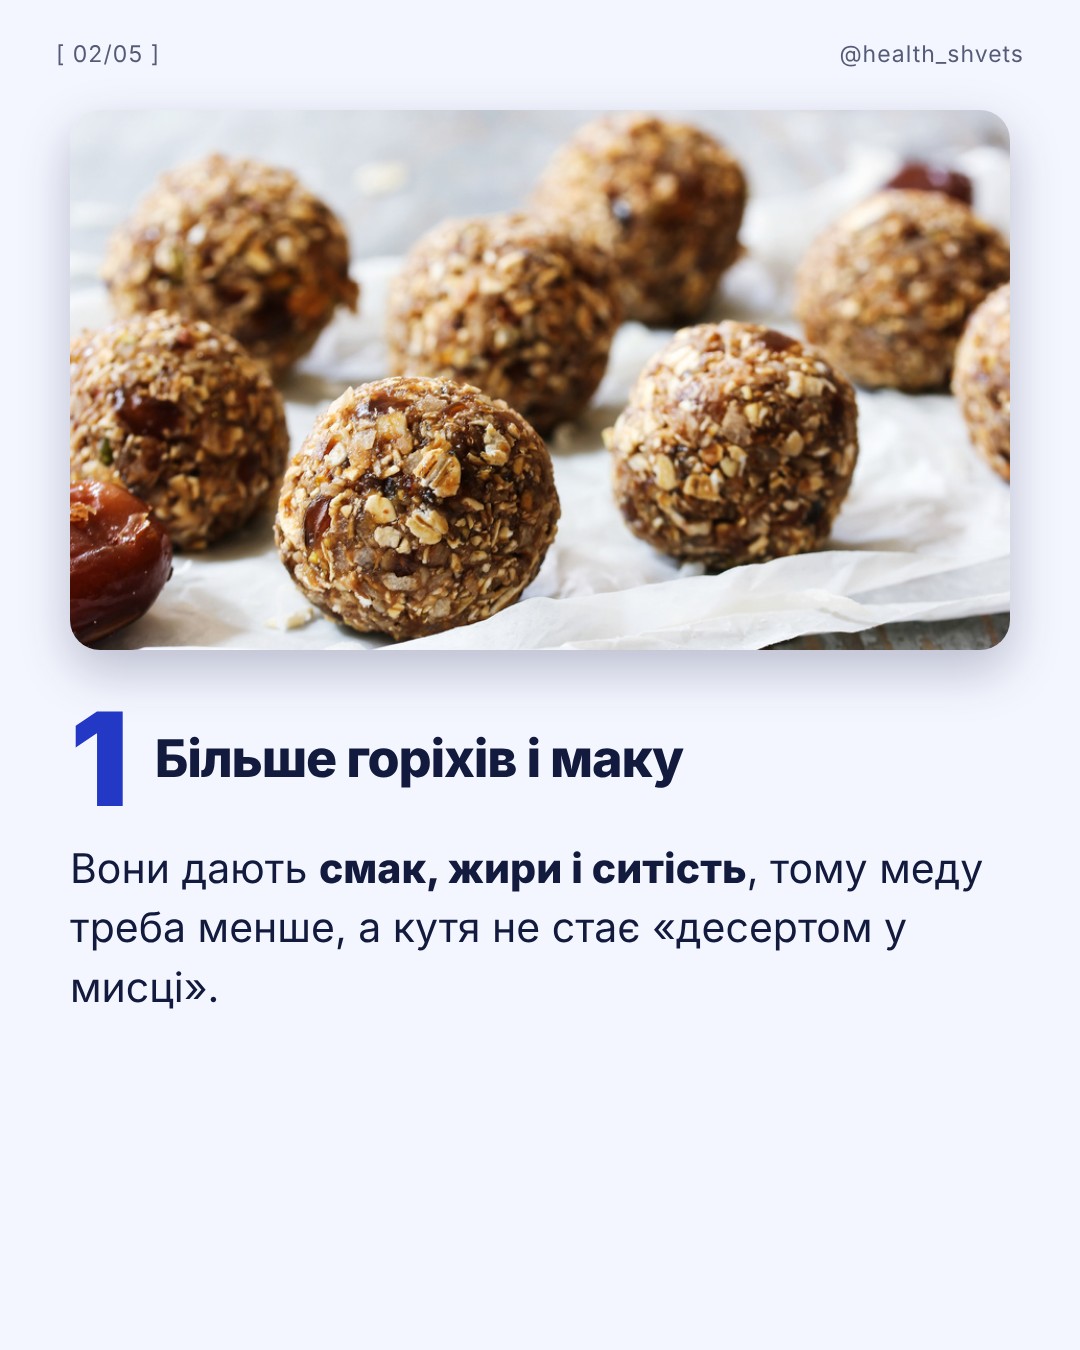 [ 02/05 ]
@health_shvets
1 Більше горіхів і маку
Вони дають смак, жири і ситість, тому меду
треба менше, а кутя не стає «десертом у
мисці».